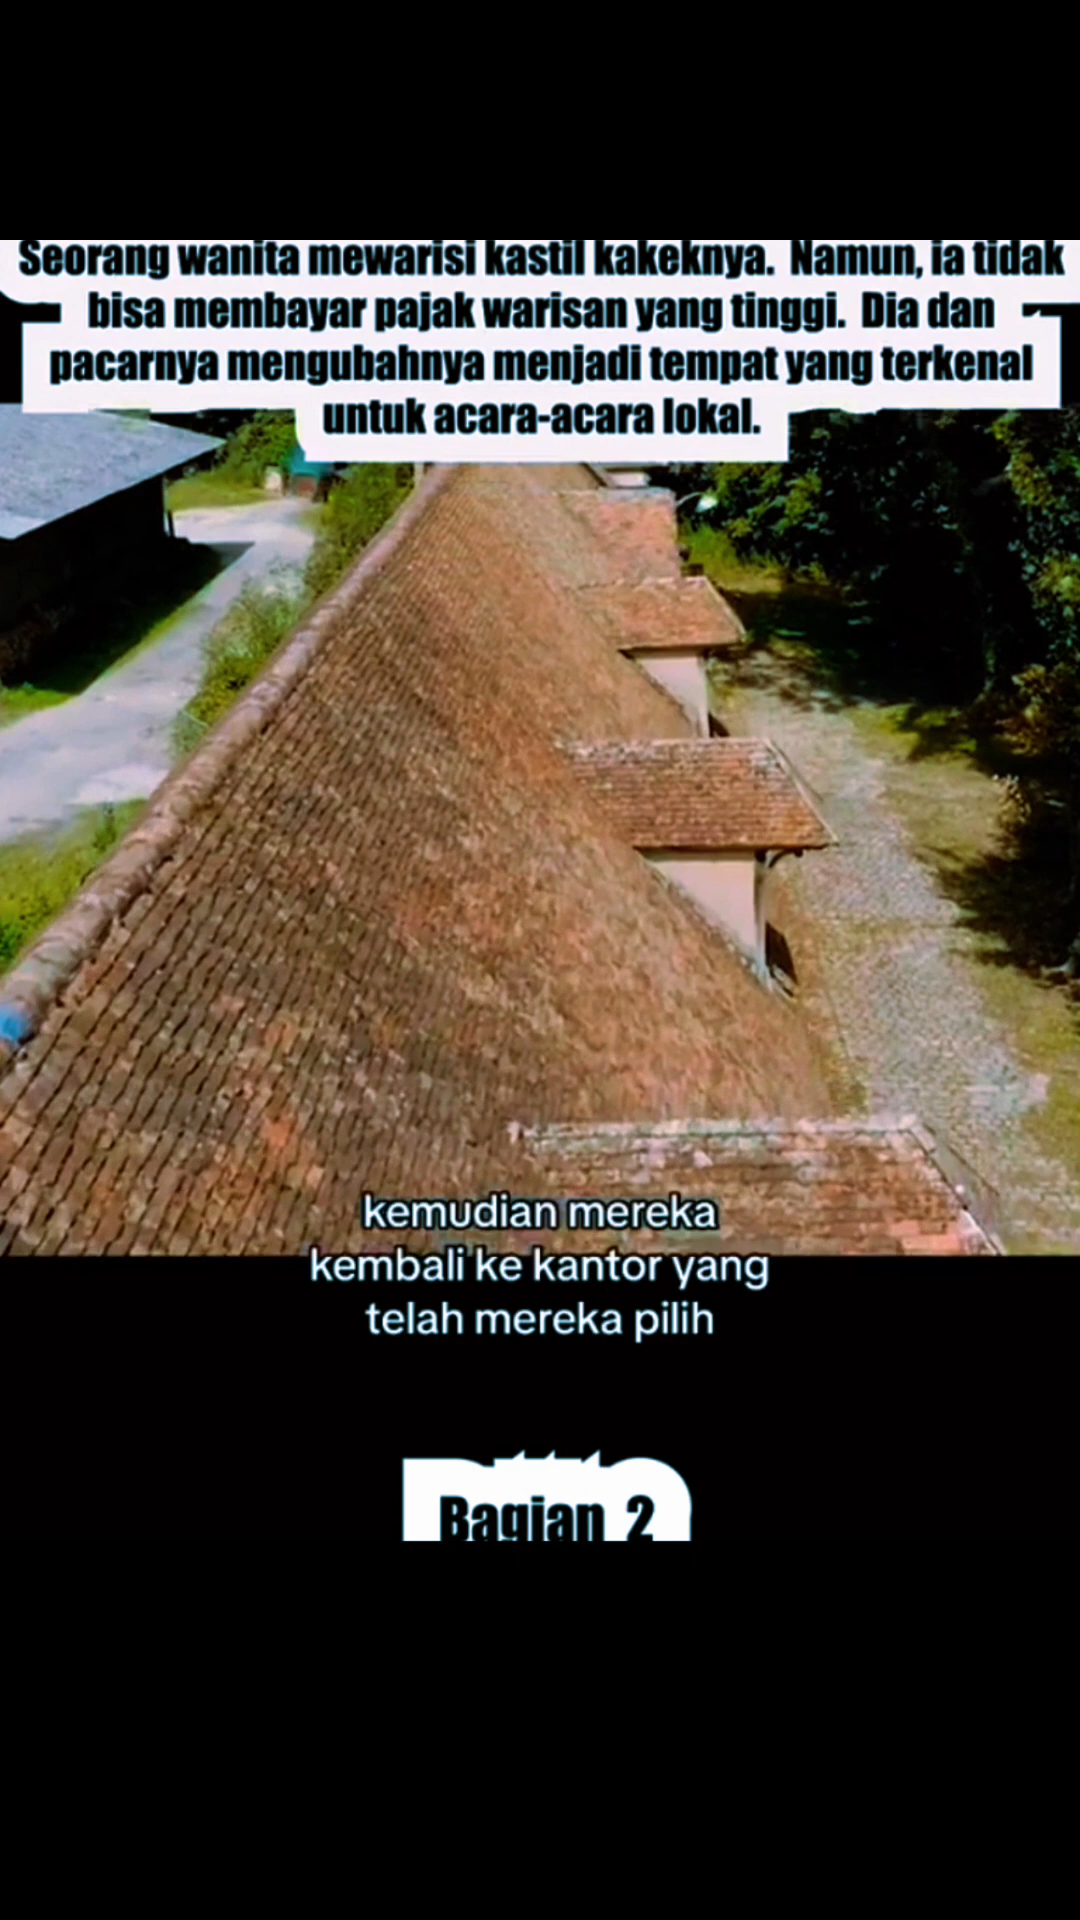 Seorang wanita mewarisi kastil kakeknya. Namun, ia tidak
bisa membayar pajak warisan yang tinggi. Dia dan
pacarnya mengubahnya menjadi tempat yang terkenal
untuk acara-acara lokal.
kemudian mereka
kembali ke kantor yang
telah mereka pilih
Bagian 2